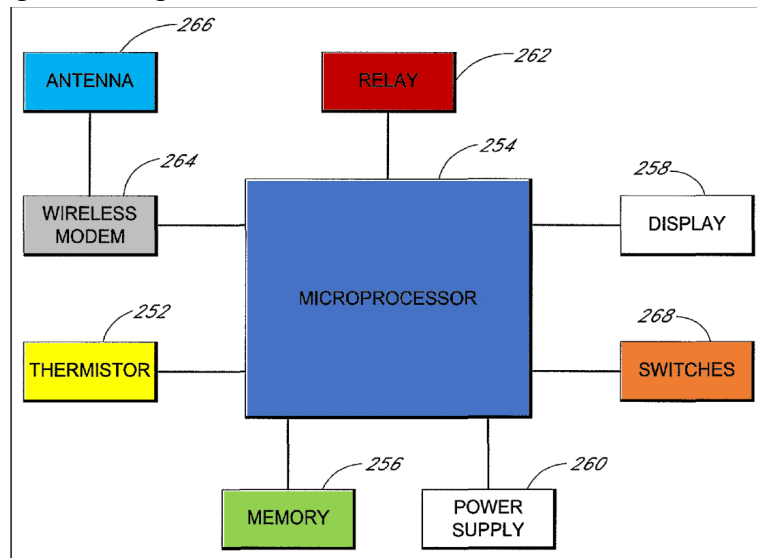 266
ANTENNA
262
RELAY
264
254
258
WIRELESS
MODEM
DISPLAY
MICROPROCESSOR
252
268
THERMISTOR
SWITCHES
256
260
MEMORY
POWER
SUPPLY